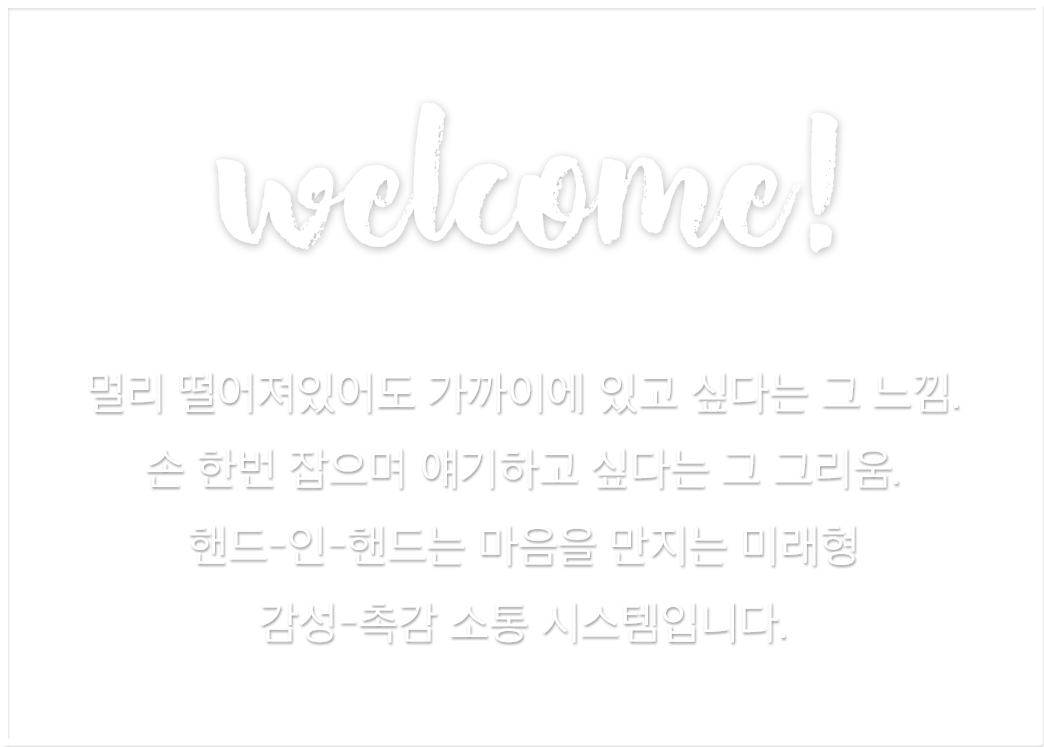 welcome!
멀리 떨어져있어도 가까이에 있고 싶다는 그 느낌.
손 한번 잡으며 얘기하고 싶다는 그 그리움.
핸드-인-핸드는 마음을 만지는 미래형
감성-촉감 소통 시스템입니다.